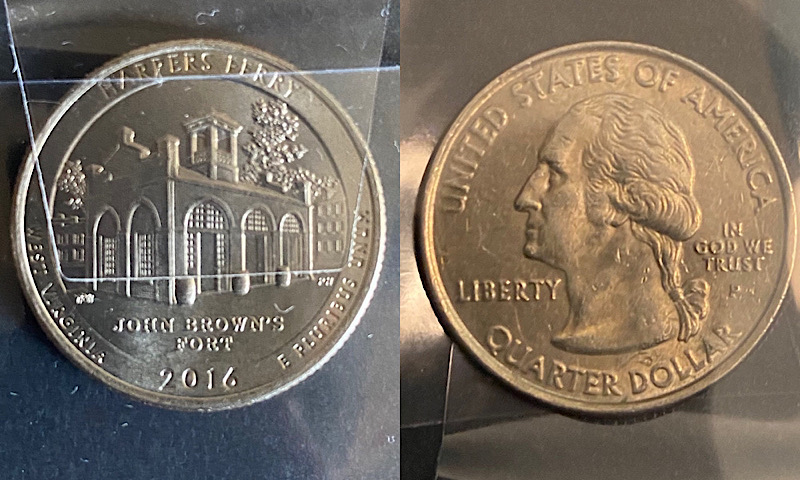 HARPERS FERRY
WEST VIRGINIA
JOHN BROWN'S
FORT
2016
E PLURIBUS UNUM
UNITED STATES OF AMERICA
LIBERTY
IN
GOD WE
TRUST
P
QUARTER DOLLAR